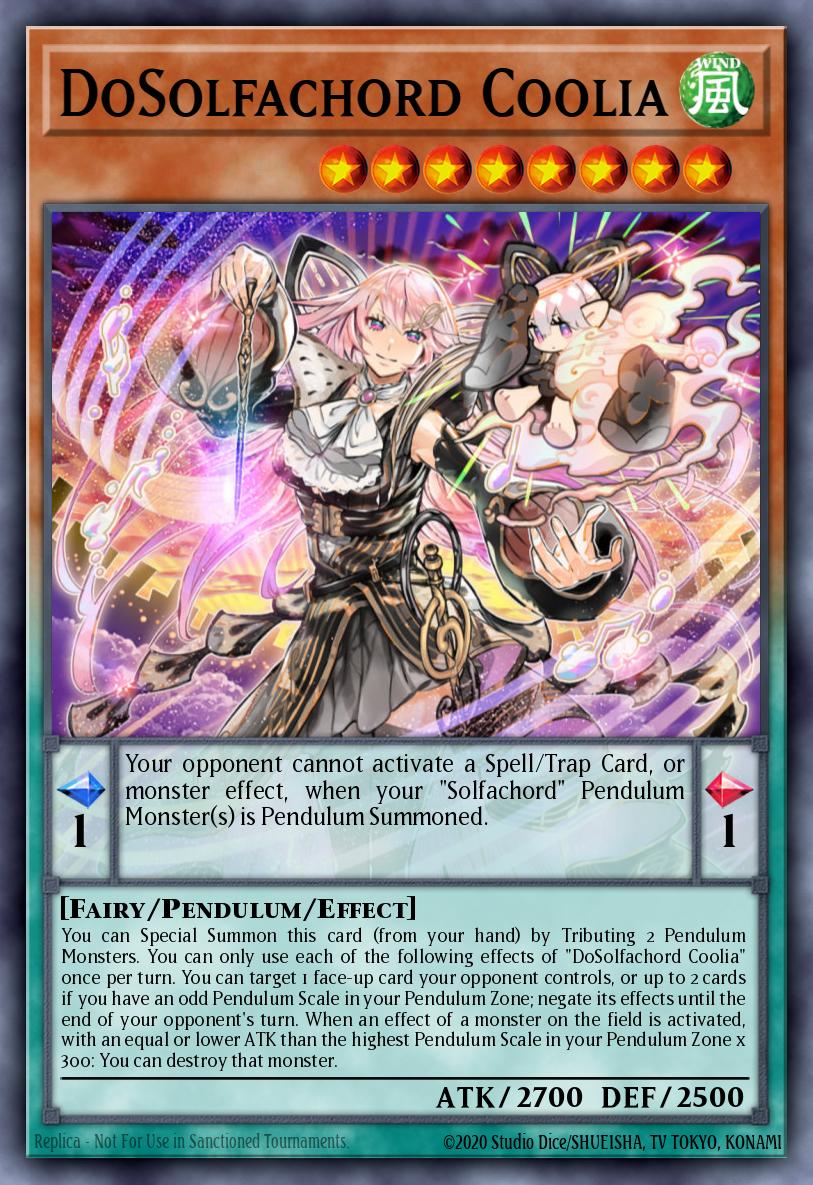 DoSolfachord Coolia
WIND
風
Your opponent cannot activate a Spell/Trap Card, or
monster effect, when your "Solfachord" Pendulum
Monster(s) is Pendulum Summoned.
1
1
[Fairy/Pendulum/Effect]
You can Special Summon this card (from your hand) by Tributing 2 Pendulum
Monsters. You can only use each of the following effects of "DoSolfachord Coolia"
once per turn. You can target 1 face-up card your opponent controls, or up to 2 cards
if you have an odd Pendulum Scale in your Pendulum Zone; negate its effects until the
end of your opponent's turn. When an effect of a monster on the field is activated,
with an equal or lower ATK than the highest Pendulum Scale in your Pendulum Zone x
300: You can destroy that monster.
ATK/2700 DEF/2500
Replica - Not For Use in Sanctioned Tournaments.
©2020 Studio Dice/SHUEISHA, TV TOKYO, KONAMI